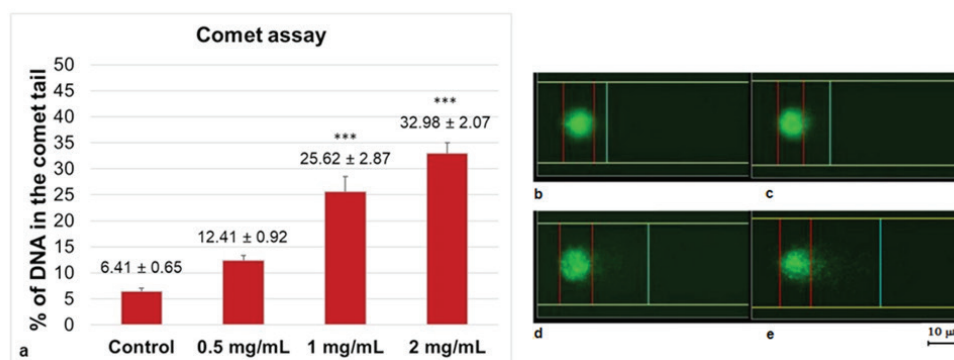 Comet assay
% of DNA in the comet tail
50
45
40
35
30
25
20
15
10
5
0
6.41 ± 0.65
12.41 ± 0.92
***
25.62 ± 2.87
***
32.98 ± 2.07
Control 0.5 mg/mL 1 mg/mL 2 mg/mL
a
b
c
d
e